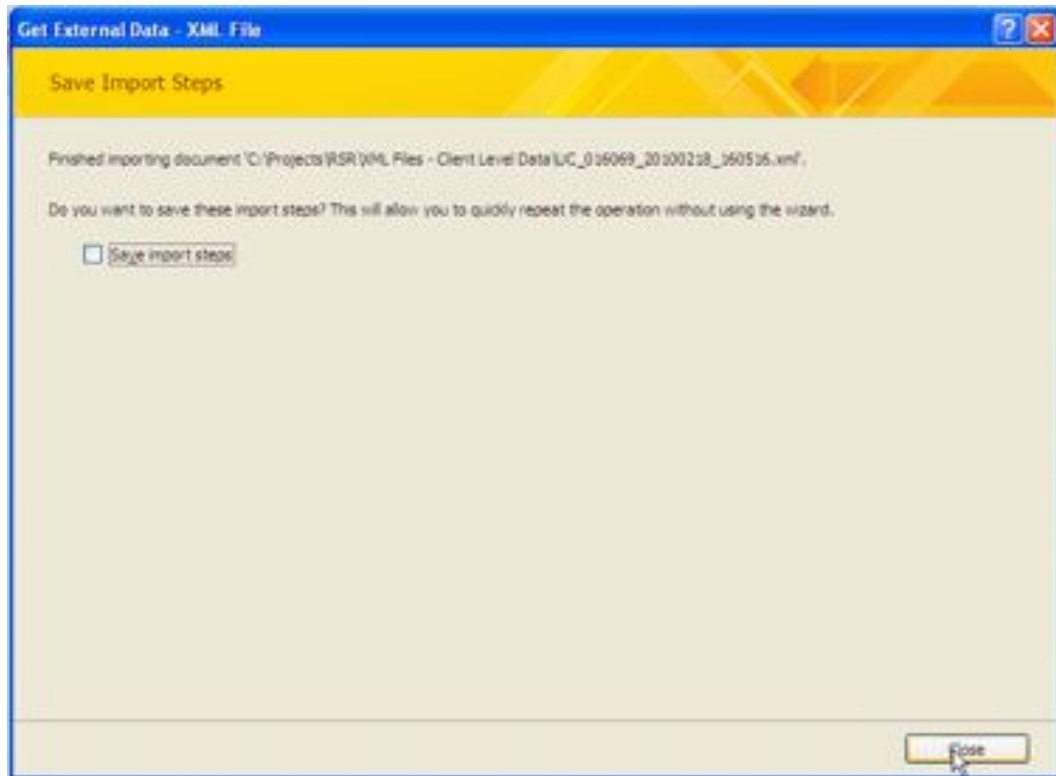 Get External Data - XML File
Save Import Steps
Finished importing document 'C:\Projects\RSR\XML Files - Client Level Data\UC_016069_20100218_160516.xml'.
Do you want to save these import steps? This will allow you to quickly repeat the operation without using the wizard.
Save import steps
Close